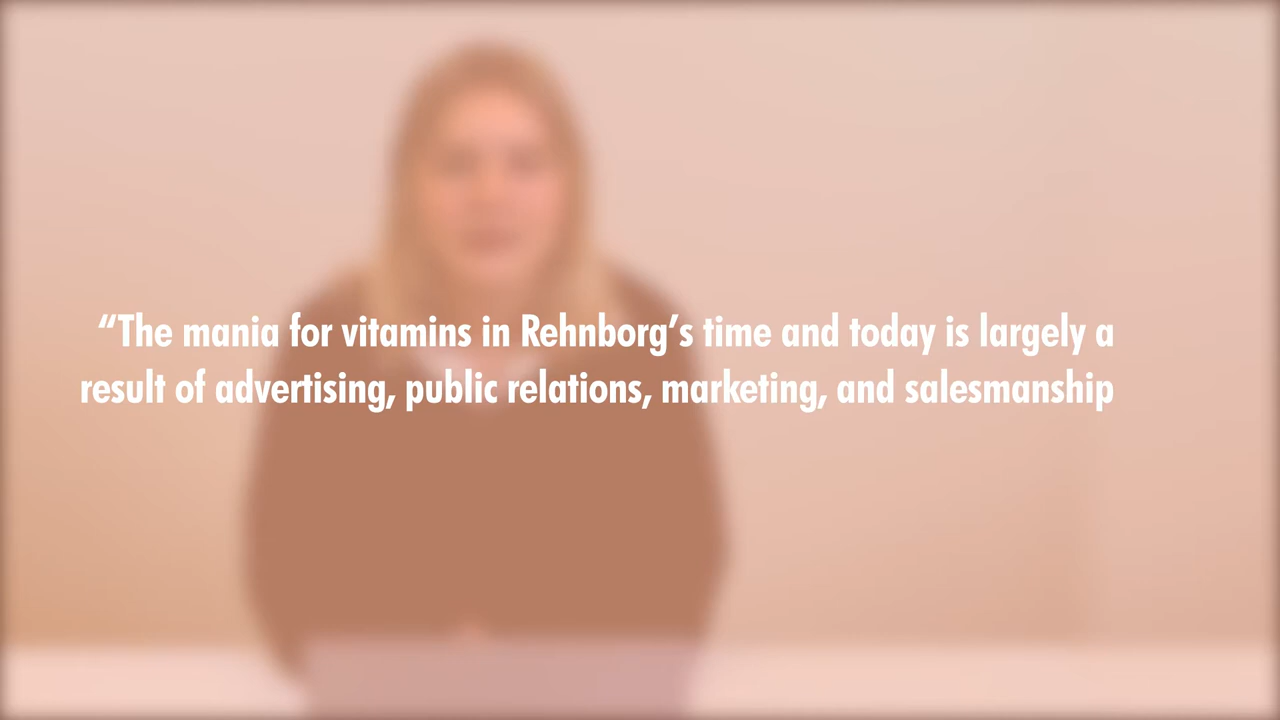 “The mania for vitamins in Rehnborg’s time and today is largely a
result of advertising, public relations, marketing, and salesmanship